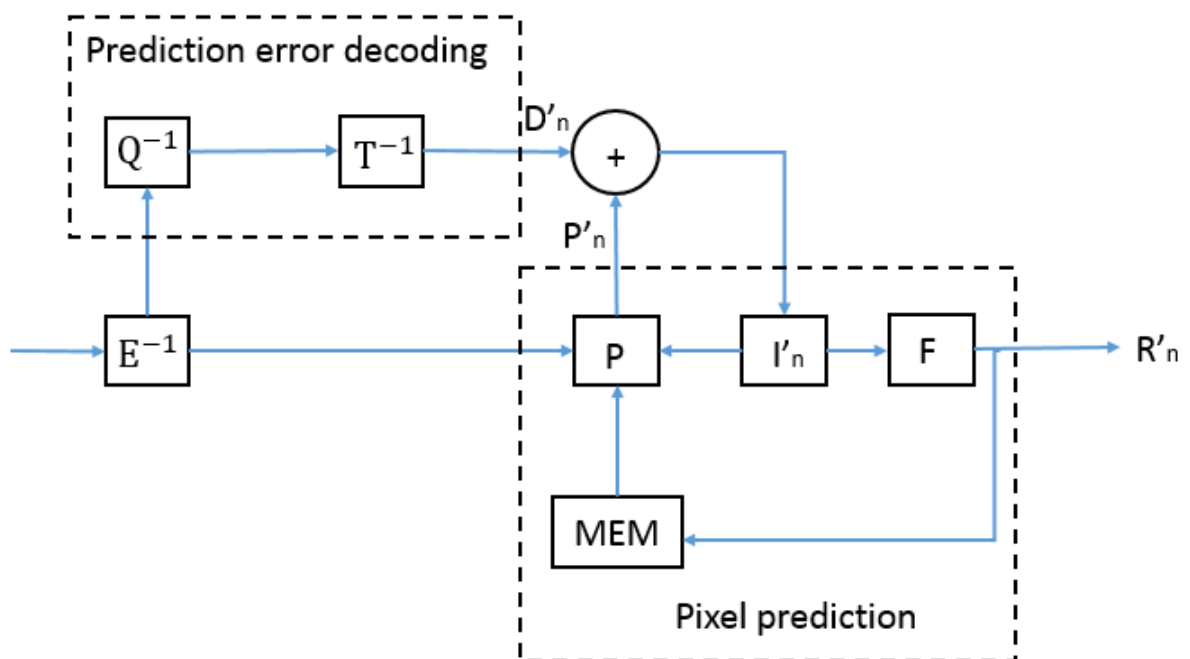 Prediction error decoding
D’n
Q⁻¹
T⁻¹
+
P’n
E⁻¹
P
I’n
F
R’n
MEM
Pixel prediction